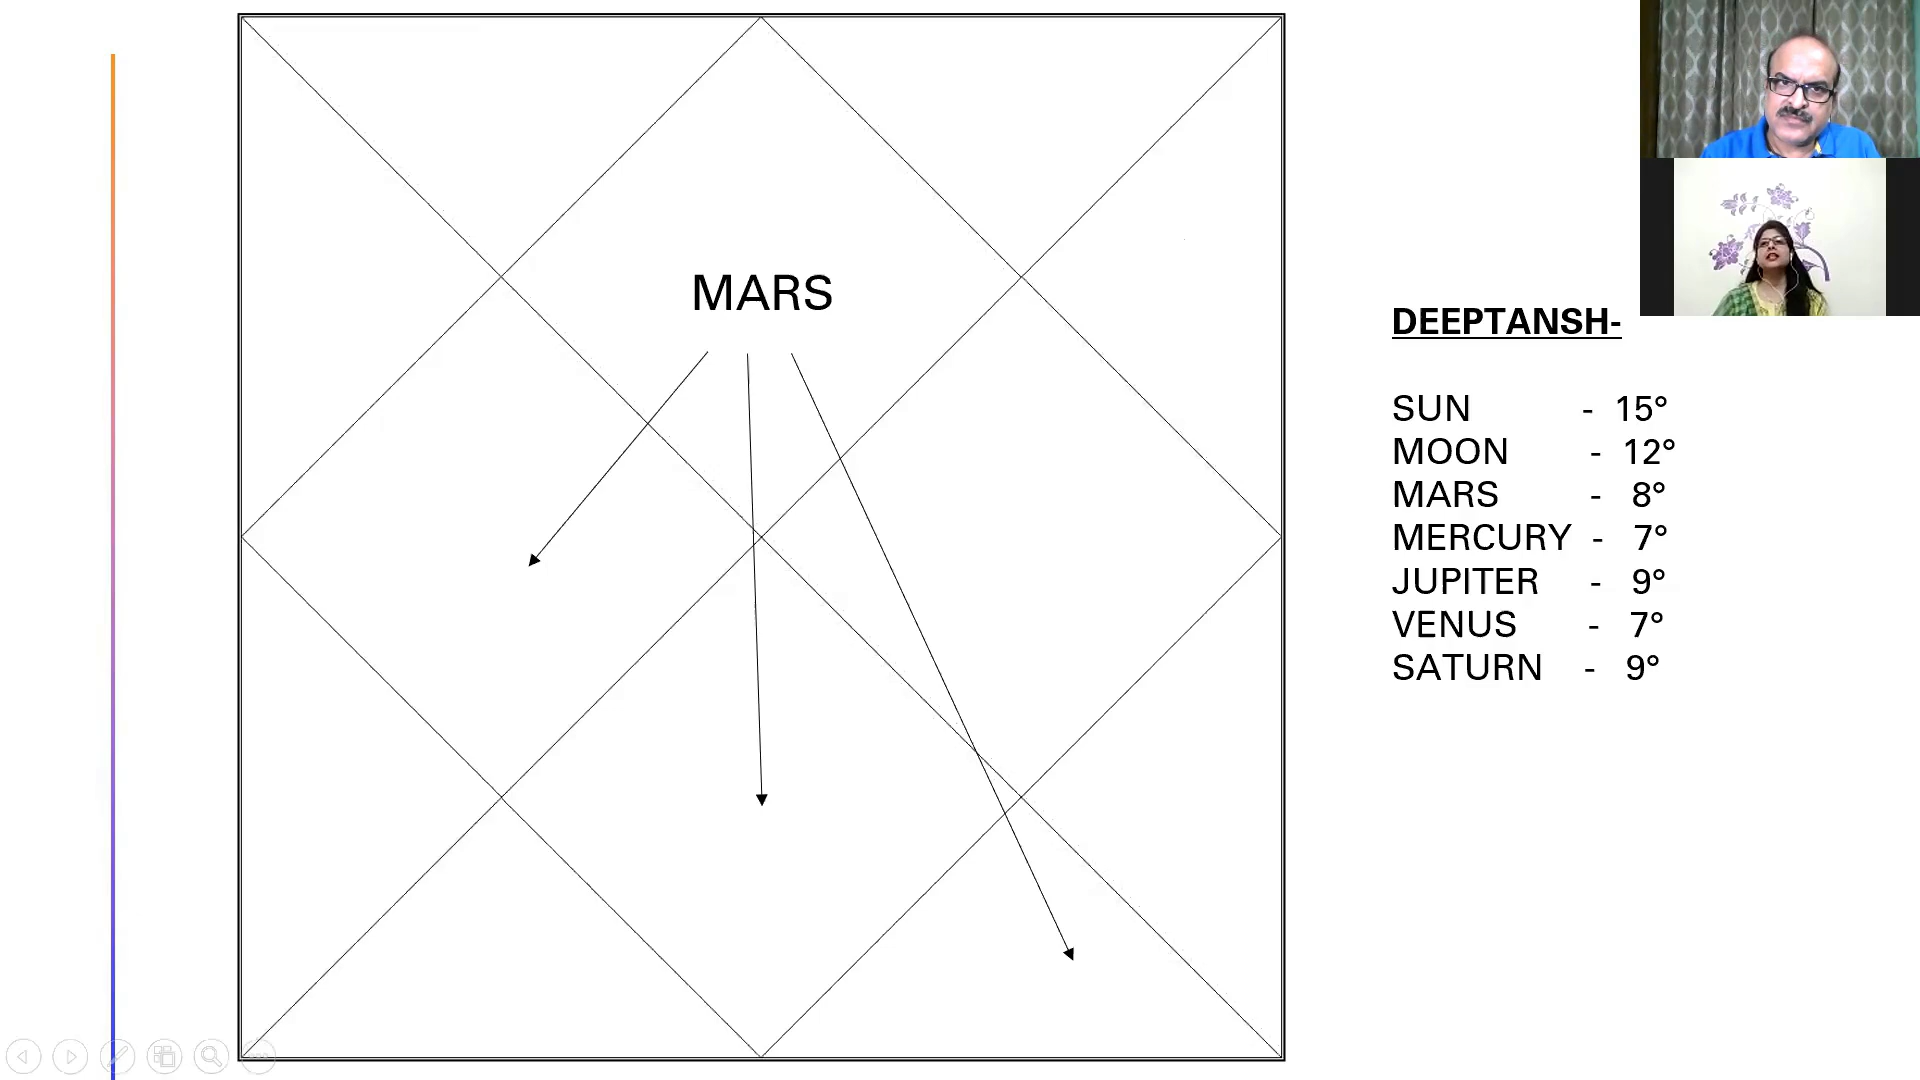 MARS
DEEPTANSH-
SUN - 15°
MOON - 12°
MARS - 8°
MERCURY - 7°
JUPITER - 9°
VENUS - 7°
SATURN - 9°